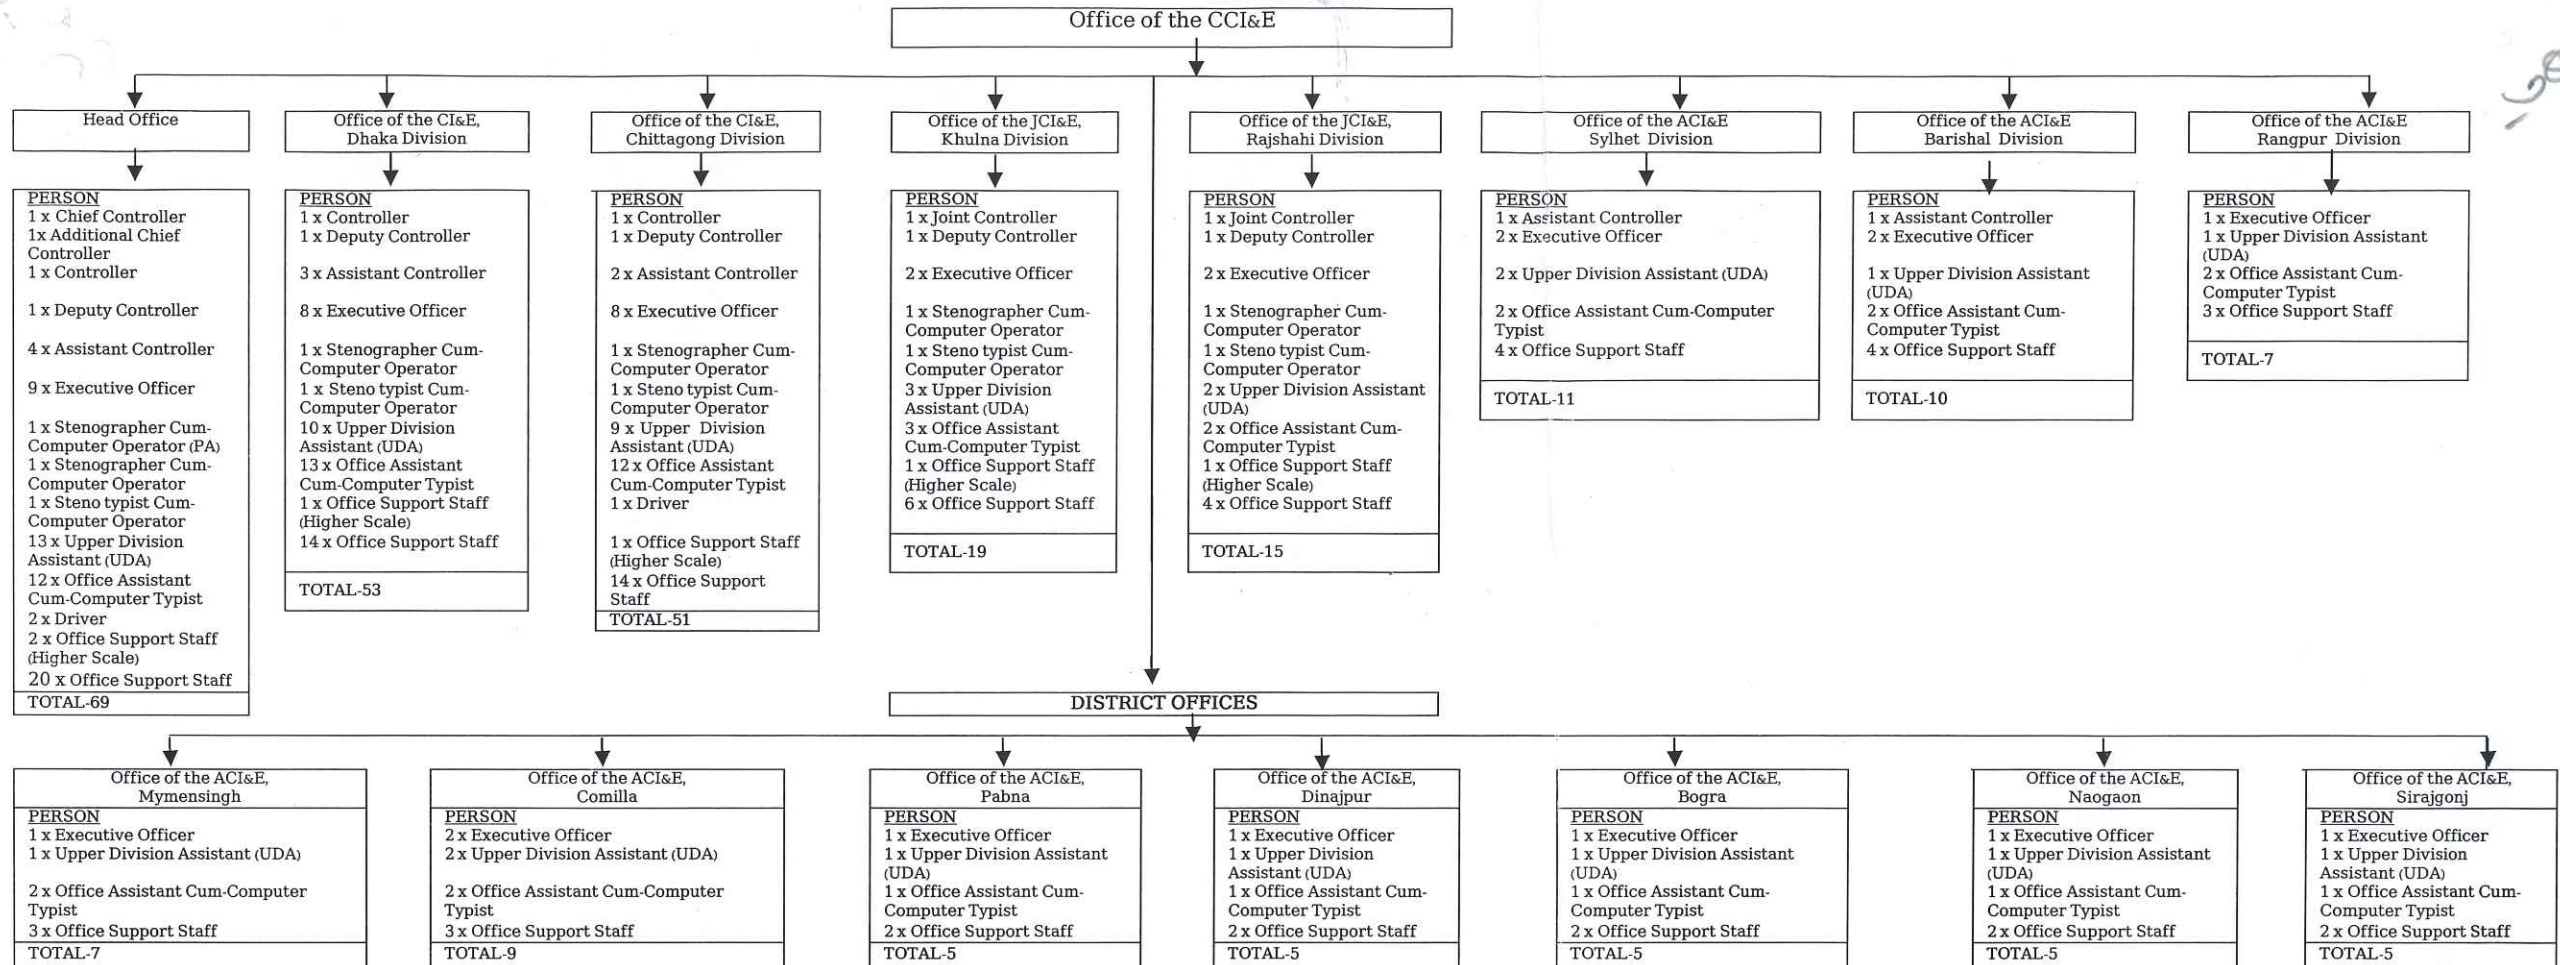 Office of the CCI&E
Head Office
Office of the CI&E,
Dhaka Division
Office of the CI&E,
Chittagong Division
Office of the JCI&E,
Khulna Division
Office of the JCI&E,
Rajshahi Division
Office of the ACI&E
Sylhet Division
Office of the ACI&E
Barishal Division
Office of the ACI&E
Rangpur Division
PERSON
1 x Chief Controller
1x Additional Chief
Controller
1 x Controller
1 x Deputy Controller
4 x Assistant Controller
9 x Executive Officer
1 x Stenographer Cum-
Computer Operator (PA)
1 x Stenographer Cum-
Computer Operator
1 x Steno typist Cum-
Computer Operator
13 x Upper Division
Assistant (UDA)
12 x Office Assistant
Cum-Computer Typist
2 x Driver
2 x Office Support Staff
(Higher Scale)
20 x Office Support Staff
TOTAL-69
PERSON
1 x Controller
1 x Deputy Controller
3 x Assistant Controller
8 x Executive Officer
1 x Stenographer Cum-
Computer Operator
1 x Steno typist Cum-
Computer Operator
10 x Upper Division
Assistant (UDA)
13 x Office Assistant
Cum-Computer Typist
1 x Office Support Staff
(Higher Scale)
14 x Office Support Staff
TOTAL-53
PERSON
1 x Controller
1 x Deputy Controller
2 x Assistant Controller
8 x Executive Officer
1 x Stenographer Cum-
Computer Operator
1 x Steno typist Cum-
Computer Operator
9 x Upper Division
Assistant (UDA)
12 x Office Assistant
Cum-Computer Typist
1 x Driver
1 x Office Support Staff
(Higher Scale)
14 x Office Support
Staff
TOTAL-51
PERSON
1 x Joint Controller
1 x Deputy Controller
2 x Executive Officer
1 x Stenographer Cum-
Computer Operator
1 x Steno typist Cum-
Computer Operator
3 x Upper Division
Assistant (UDA)
3 x Office Assistant
Cum-Computer Typist
1 x Office Support Staff
(Higher Scale)
6 x Office Support Staff
TOTAL-19
PERSON
1 x Joint Controller
1 x Deputy Controller
2 x Executive Officer
1 x Stenographer Cum-
Computer Operator
1 x Steno typist Cum-
Computer Operator
2 x Upper Division Assistant
(UDA)
2 x Office Assistant Cum-
Computer Typist
1 x Office Support Staff
(Higher Scale)
4 x Office Support Staff
TOTAL-15
PERSON
1 x Assistant Controller
2 x Executive Officer
2 x Upper Division Assistant (UDA)
2 x Office Assistant Cum-Computer
Typist
4 x Office Support Staff
TOTAL-11
PERSON
1 x Assistant Controller
2 x Executive Officer
1 x Upper Division Assistant
(UDA)
2 x Office Assistant Cum-
Computer Typist
4 x Office Support Staff
TOTAL-10
PERSON
1 x Executive Officer
1 x Upper Division Assistant
(UDA)
2 x Office Assistant Cum-
Computer Typist
3 x Office Support Staff
TOTAL-7
DISTRICT OFFICES
Office of the ACI&E,
Mymensingh
PERSON
1 x Executive Officer
1 x Upper Division Assistant (UDA)
2 x Office Assistant Cum-Computer
Typist
3 x Office Support Staff
TOTAL-7
Office of the ACI&E,
Comilla
PERSON
2 x Executive Officer
2 x Upper Division Assistant (UDA)
2 x Office Assistant Cum-Computer
Typist
3 x Office Support Staff
TOTAL-9
Office of the ACI&E,
Pabna
PERSON
1 x Executive Officer
1 x Upper Division Assistant
(UDA)
1 x Office Assistant Cum-
Computer Typist
2 x Office Support Staff
TOTAL-5
Office of the ACI&E,
Dinajpur
PERSON
1 x Executive Officer
1 x Upper Division
Assistant (UDA)
1 x Office Assistant Cum-
Computer Typist
2 x Office Support Staff
TOTAL-5
Office of the ACI&E,
Bogra
PERSON
1 x Executive Officer
1 x Upper Division Assistant
(UDA)
1 x Office Assistant Cum-
Computer Typist
2 x Office Support Staff
TOTAL-5
Office of the ACI&E,
Naogaon
PERSON
1 x Executive Officer
1 x Upper Division Assistant
(UDA)
1 x Office Assistant Cum-
Computer Typist
2 x Office Support Staff
TOTAL-5
Office of the ACI&E,
Sirajgonj
PERSON
1 x Executive Officer
1 x Upper Division
Assistant (UDA)
1 x Office Assistant Cum-
Computer Typist
2 x Office Support Staff
TOTAL-5